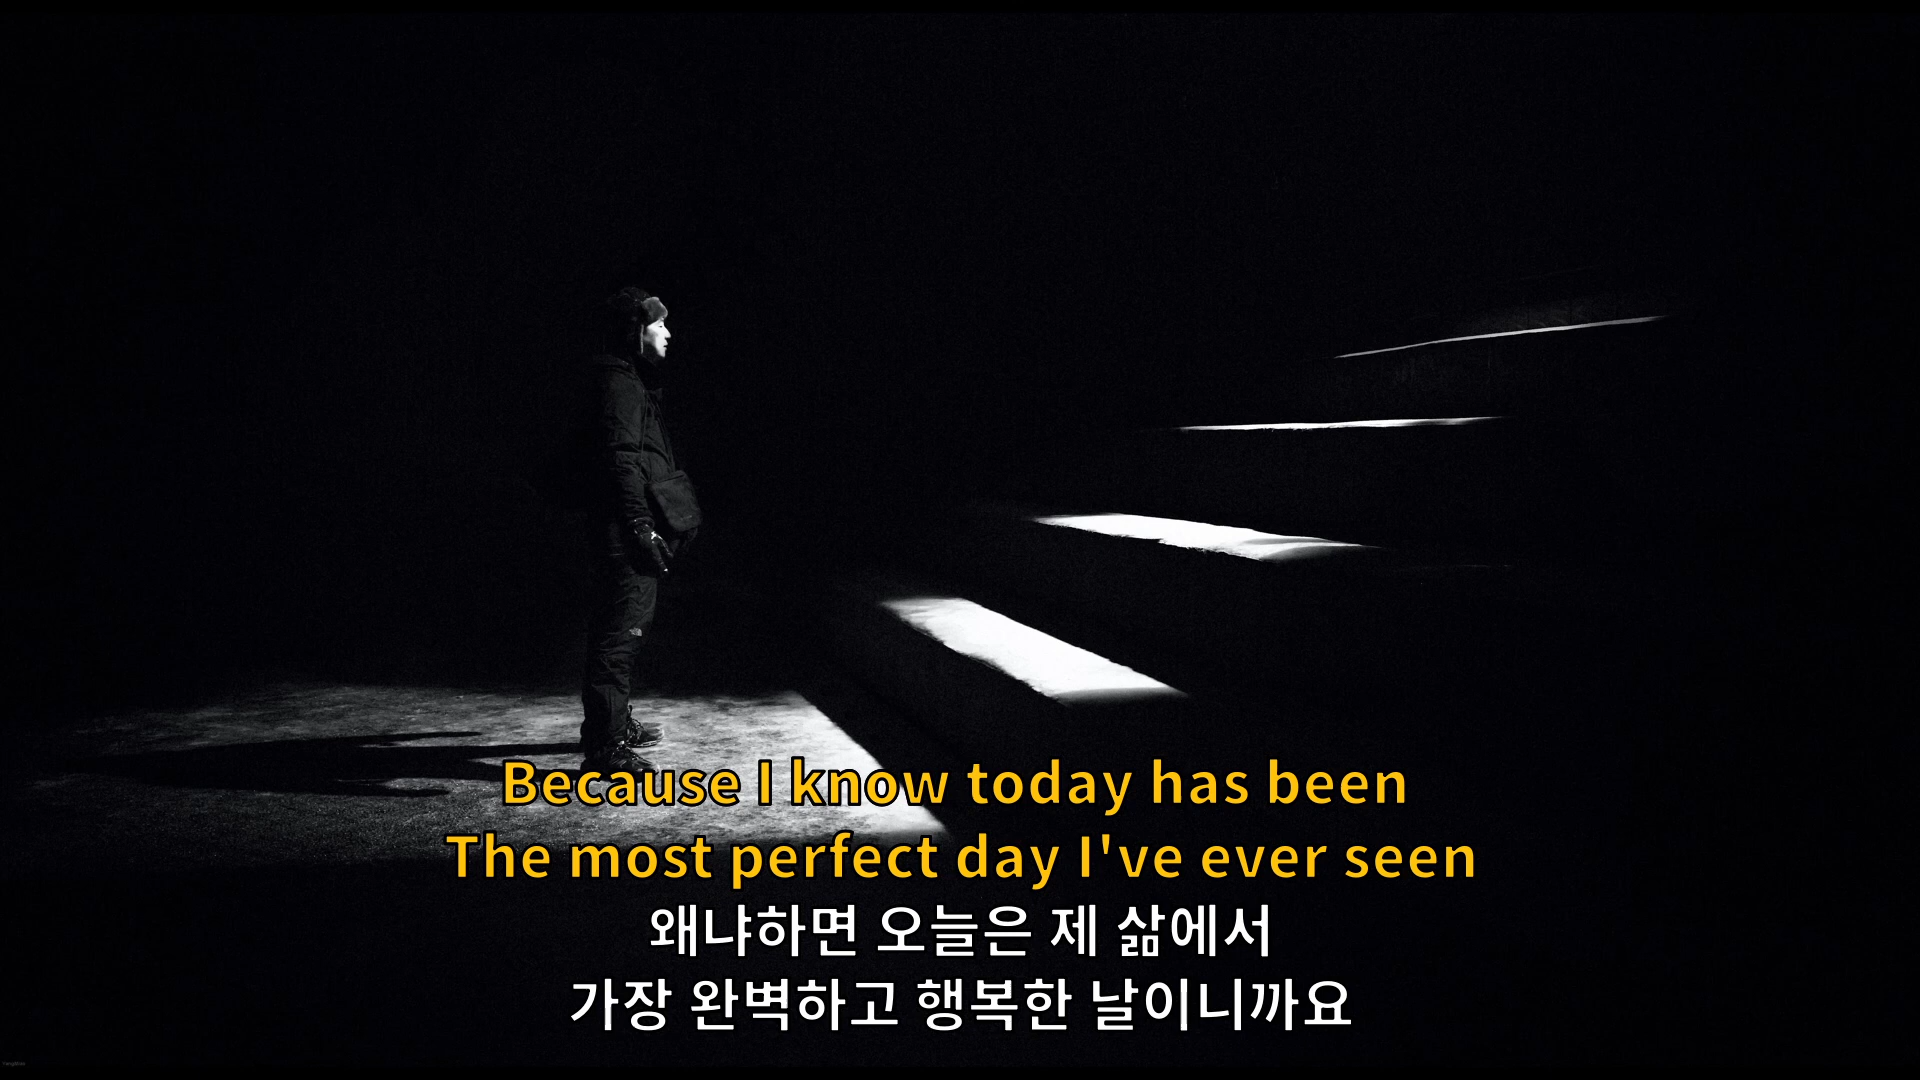 Because I know today has been
The most perfect day I've ever seen
왜냐하면 오늘은 제 삶에서
가장 완벽하고 행복한 날이니까요